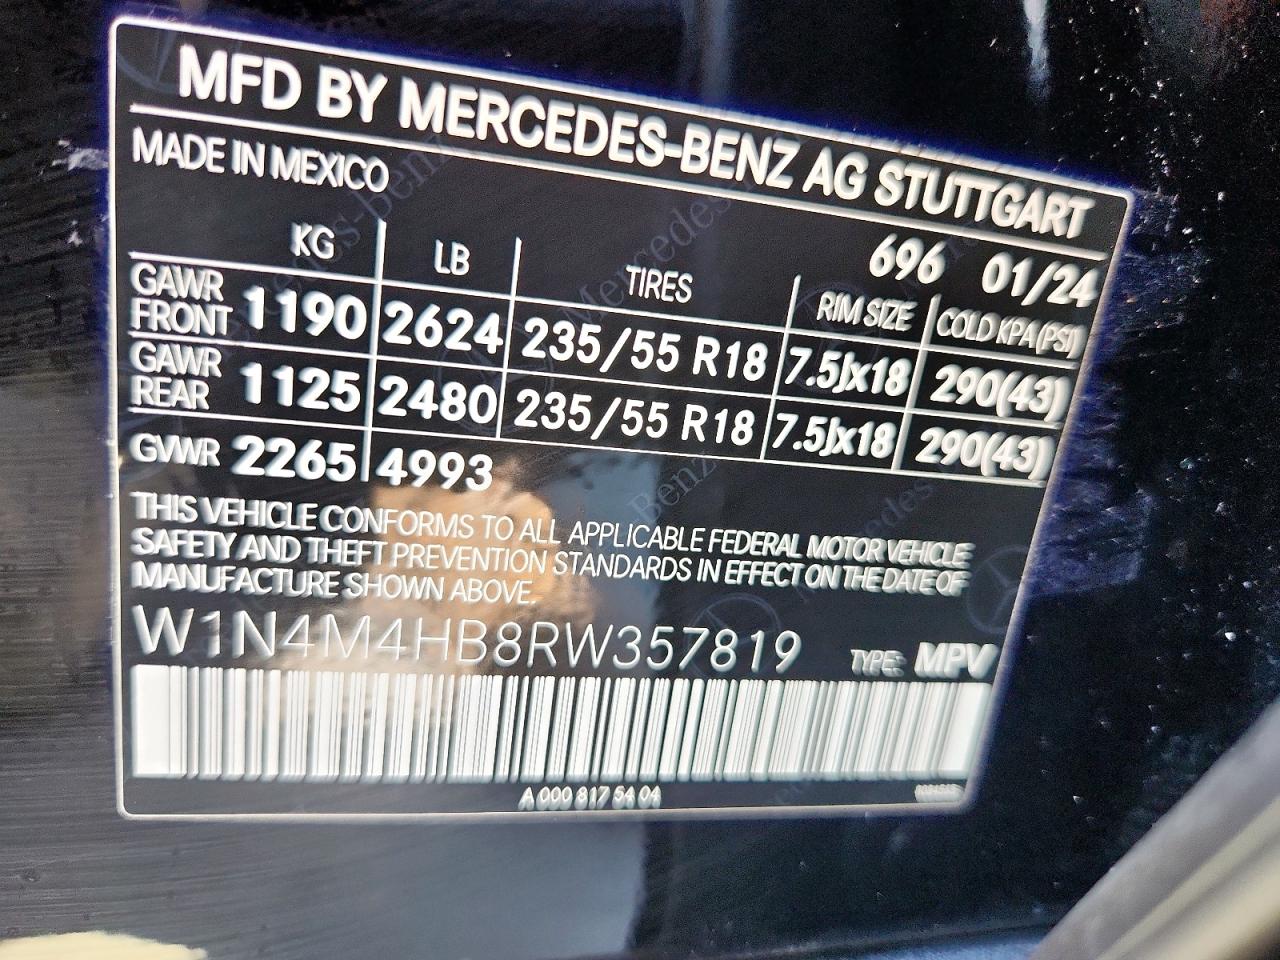 MFD BY MERCEDES-BENZ AG STUTTGART
MADE IN MEXICO
696 01/24
KG LB TIRES RIM SIZE COLD KPA(PSI)
GAWR FRONT 1190 2624 235/55 R18 7.5Jx18 290(43)
GAWR REAR 1125 2480 235/55 R18 7.5Jx18 290(43)
GVWR 2265 4993
THIS VEHICLE CONFORMS TO ALL APPLICABLE FEDERAL MOTOR VEHICLE
SAFETY AND THEFT PREVENTION STANDARDS IN EFFECT ON THE DATE OF
MANUFACTURE SHOWN ABOVE.
W1N4M4HB8RW357819 TYPE: MPV
A 000 817 54 04